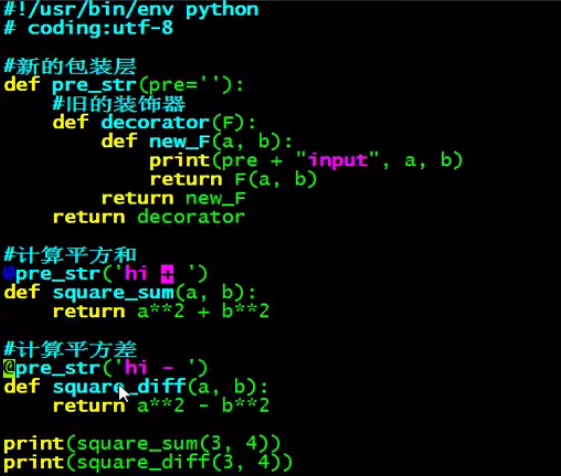 #!/usr/bin/env python
# coding:utf-8
#新的包装层
def pre_str(pre=''):
    #旧的装饰器
    def decorator(F):
        def new_F(a, b):
            print(pre + "input", a, b)
            return F(a, b)
        return new_F
    return decorator
#计算平方和
@pre_str('hi + ')
def square_sum(a, b):
    return a**2 + b**2
#计算平方差
@pre_str('hi - ')
def square_diff(a, b):
    return a**2 - b**2
print(square_sum(3, 4))
print(square_diff(3, 4))